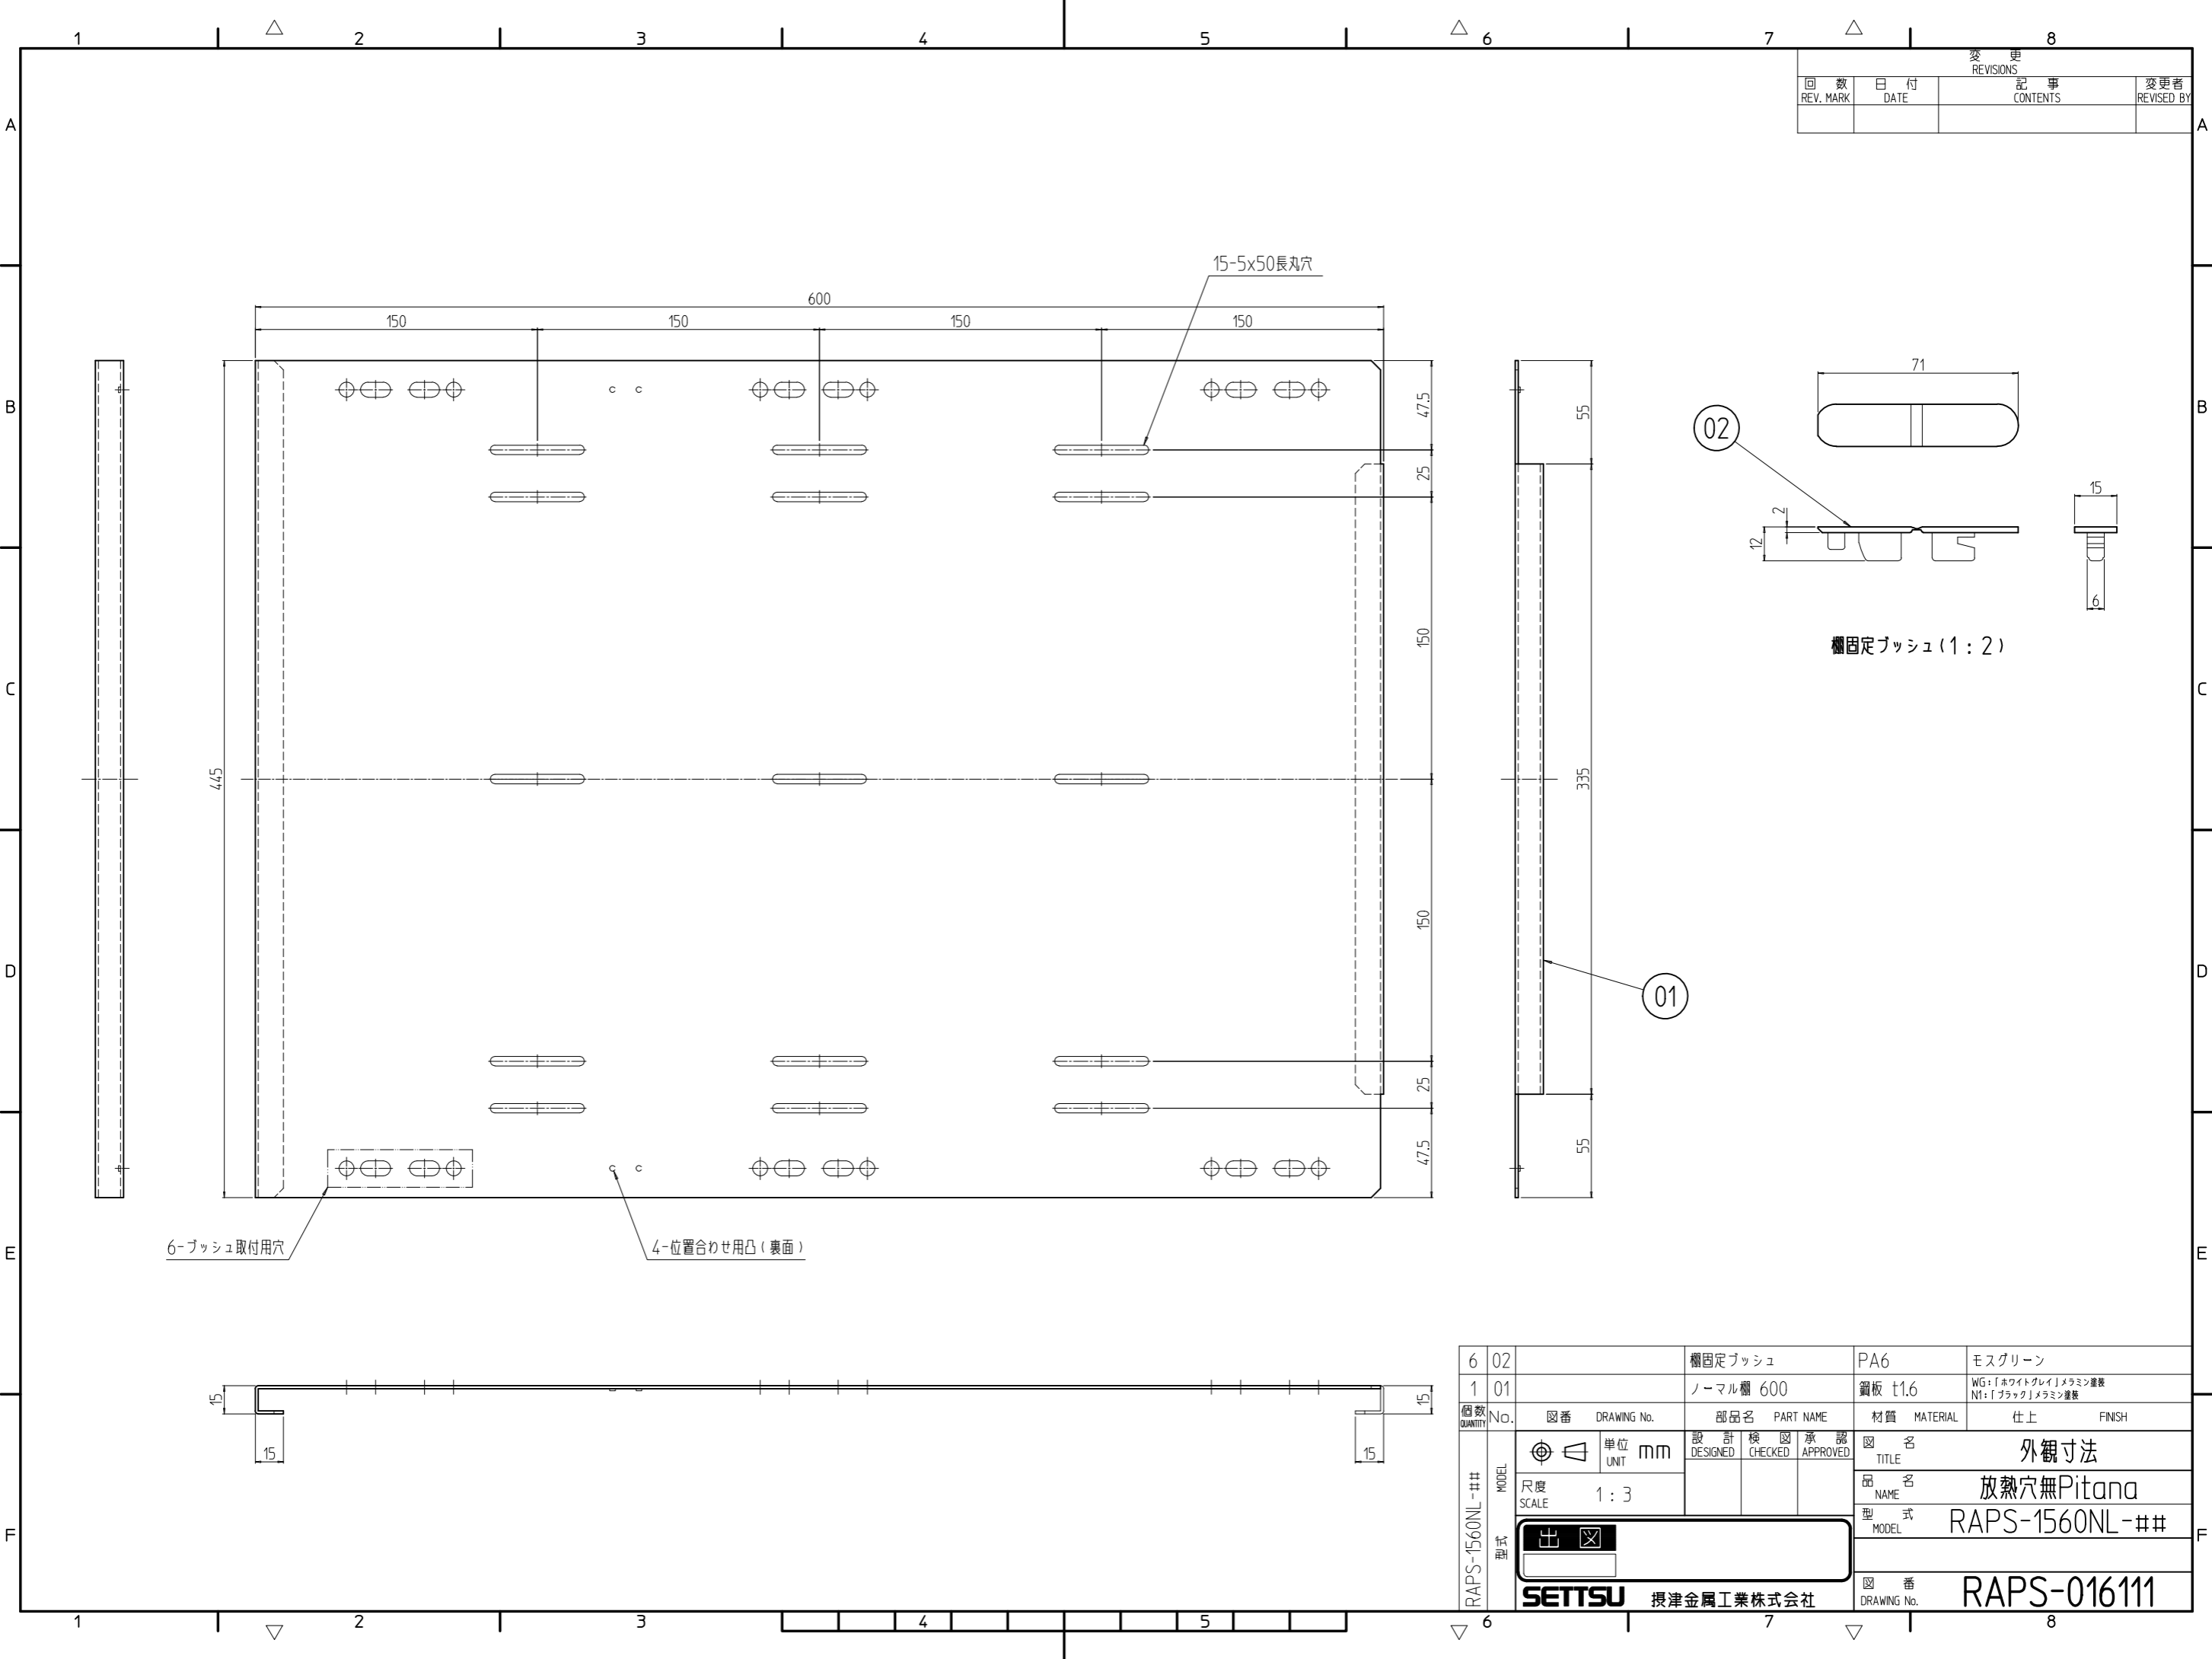 1 2 3 4 5 6 7 8
変更
REVISIONS
回数 日付 記事 変更者
REV. MARK DATE CONTENTS REVISED BY
A A
B B
C C
D D
E E
F F
15-5x50長丸穴
600
150 150 150 150
445
47.5
25
150
150
25
47.5
55
335
55
01
02
71
2
12
15
6
棚固定ブッシュ(1:2)
6-ブッシュ取付用穴
4-位置合わせ用凸(裏面)
15
15
15
15
6 02 棚固定ブッシュ PA6 モスグリーン
1 01 ノーマル棚 600 鋼板 t1.6 WG:「ホワイトグレイ」メラミン塗装
N1:「ブラック」メラミン塗装
個数 No. 図番 DRAWING No. 部品名 PART NAME 材質 MATERIAL 仕上 FINISH
QUANTITY
RAPS-1560NL-##
型式 MODEL
単位 mm
UNIT
尺度 1:3
SCALE
設計 検図 承認
DESIGNED CHECKED APPROVED
図名 外観寸法
TITLE
品名 放熱穴無Pitana
NAME
型式 RAPS-1560NL-##
MODEL
出図
SETTSU 摂津金属工業株式会社
図番 RAPS-016111
DRAWING No.
1 2 3 4 5 6 7 8